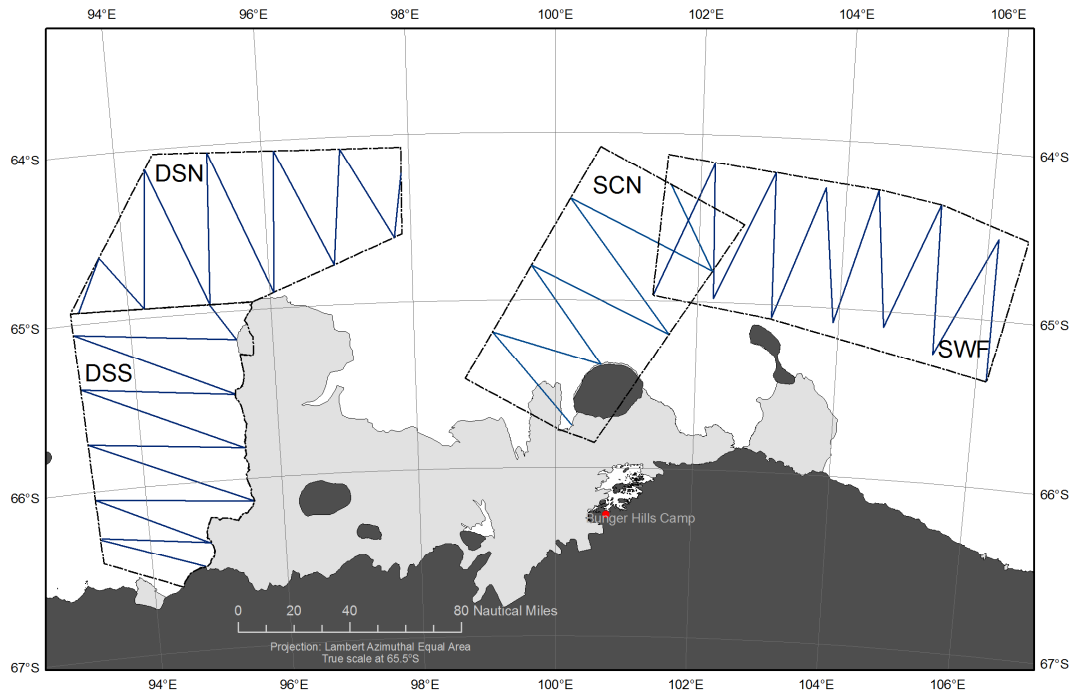 94°E 96°E 98°E 100°E 102°E 104°E 106°E
64°S 64°S
DSN
SCN
65°S 65°S
SWF
DSS
66°S 66°S
Bunger Hills Camp
0 20 40 80 Nautical Miles
Projection: Lambert Azimuthal Equal Area
True scale at 65.5°S
67°S 67°S
94°E 96°E 98°E 100°E 102°E 104°E 106°E